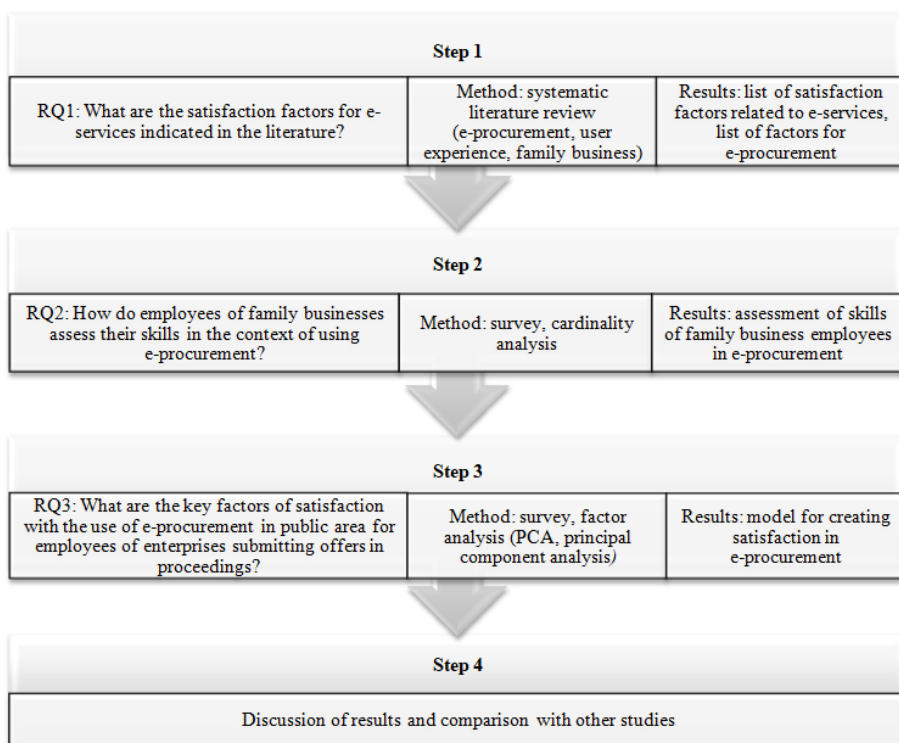 Step 1
RQ1: What are the satisfaction factors for e-
services indicated in the literature?
Method: systematic
literature review
(e-procurement, user
experience, family business)
Results: list of satisfaction
factors related to e-services,
list of factors for
e-procurement
Step 2
RQ2: How do employees of family businesses
assess their skills in the context of using
e-procurement?
Method: survey, cardinality
analysis
Results: assessment of skills
of family business employees
in e-procurement
Step 3
RQ3: What are the key factors of satisfaction
with the use of e-procurement in public area for
employees of enterprises submitting offers in
proceedings?
Method: survey, factor
analysis (PCA, principal
component analysis)
Results: model for creating
satisfaction in
e-procurement
Step 4
Discussion of results and comparison with other studies